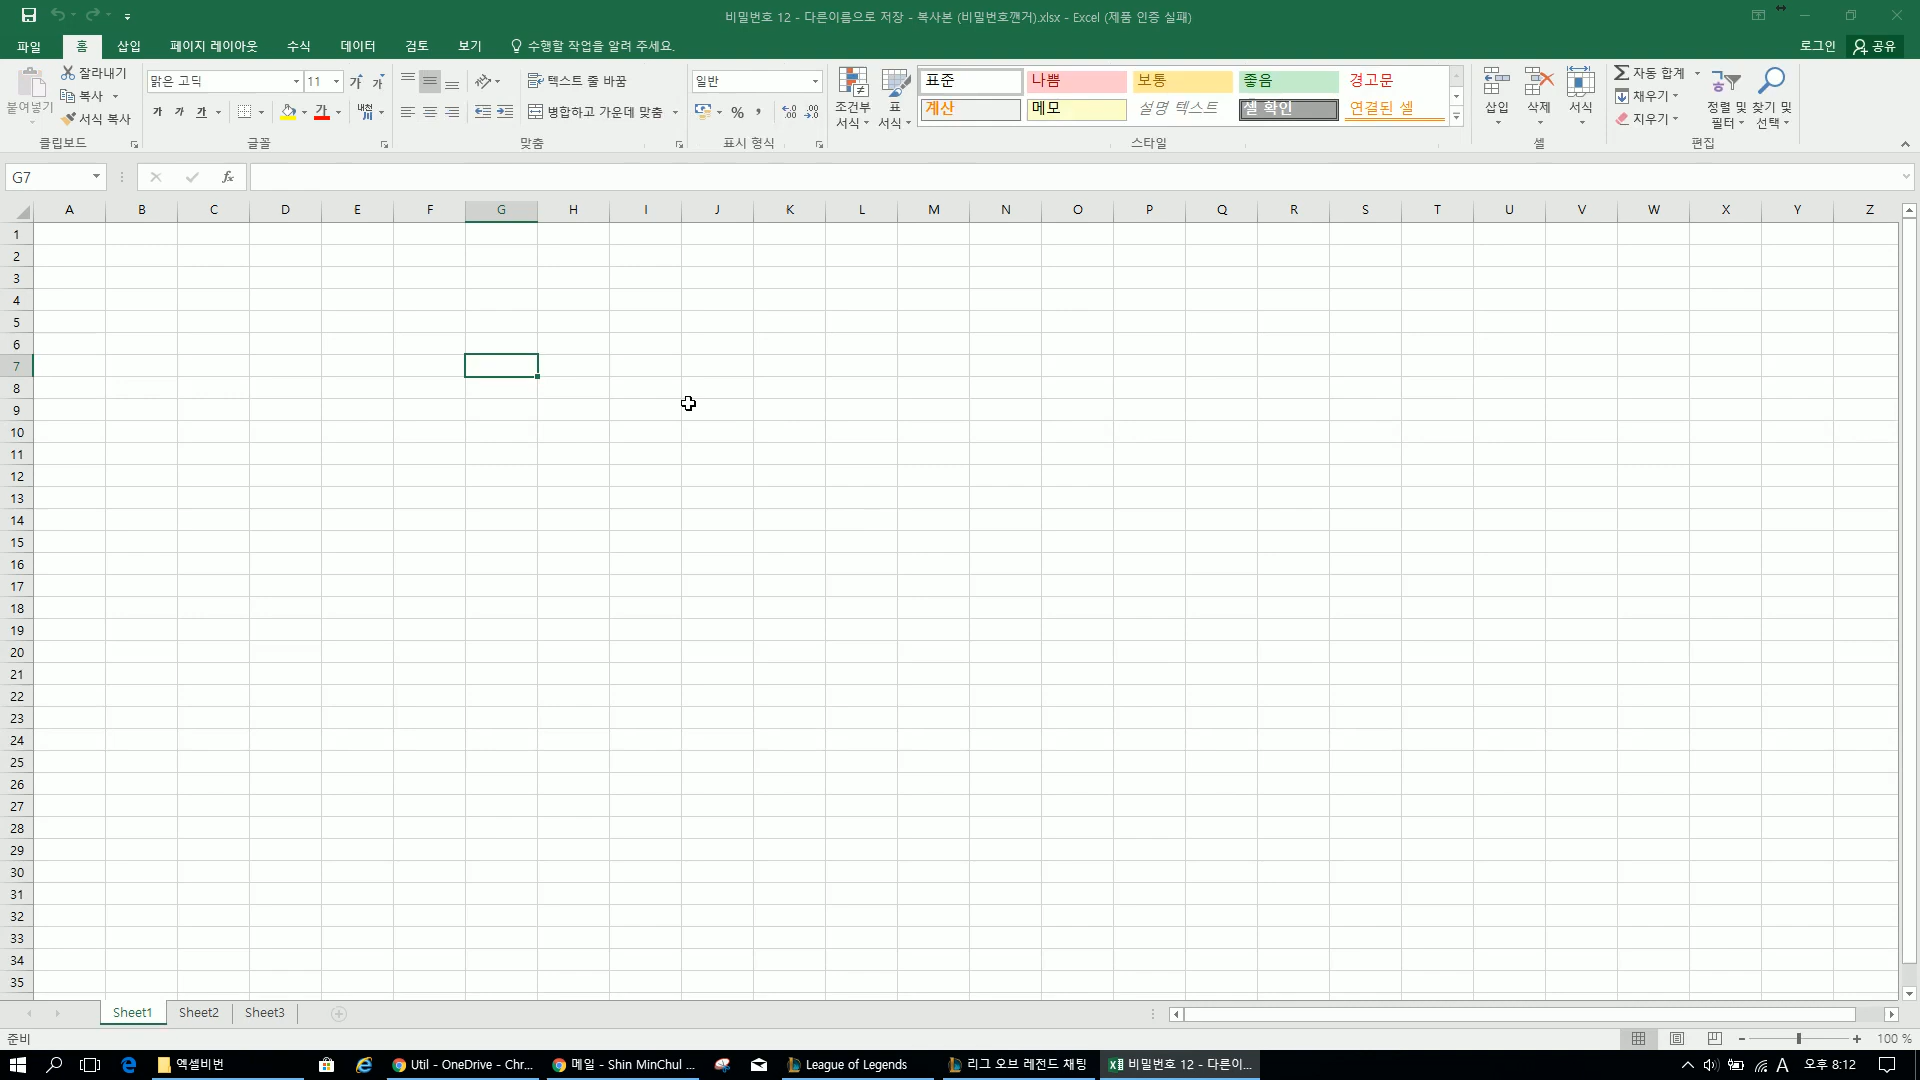 비밀번호 12 - 다른이름으로 저장 - 복사본 (비밀번호깬거).xlsx - Excel (제품 인증 실패)
파일 홈 삽입 페이지 레이아웃 수식 데이터 검토 보기 수행할 작업을 알려 주세요. 로그인 공유
붙여넣기 잘라내기 복사 서식 복사
클립보드
맑은 고딕 11 가 가
가 가 가 가 내천
글꼴
텍스트 줄 바꿈
병합하고 가운데 맞춤
맞춤
일반
% ,
표시 형식
조건부 서식 표 서식
표준 나쁨 보통 좋음 경고문
계산 메모 설명 텍스트 셀 확인 연결된 셀
스타일
삽입 삭제 서식
셀
자동 합계
채우기
지우기
정렬 및 필터 찾기 및 선택
편집
G7 fx
A B C D E F G H I J K L M N O P Q R S T U V W X Y Z
1
2
3
4
5
6
7
8
9
10
11
12
13
14
15
16
17
18
19
20
21
22
23
24
25
26
27
28
29
30
31
32
33
34
35
Sheet1 Sheet2 Sheet3
준비 100 %
엑셀비번 Util - OneDrive - Chr... 메일 - Shin MinChul ... League of Legends 리그 오브 레전드 채팅 비밀번호 12 - 다른이... A 오후 8:12